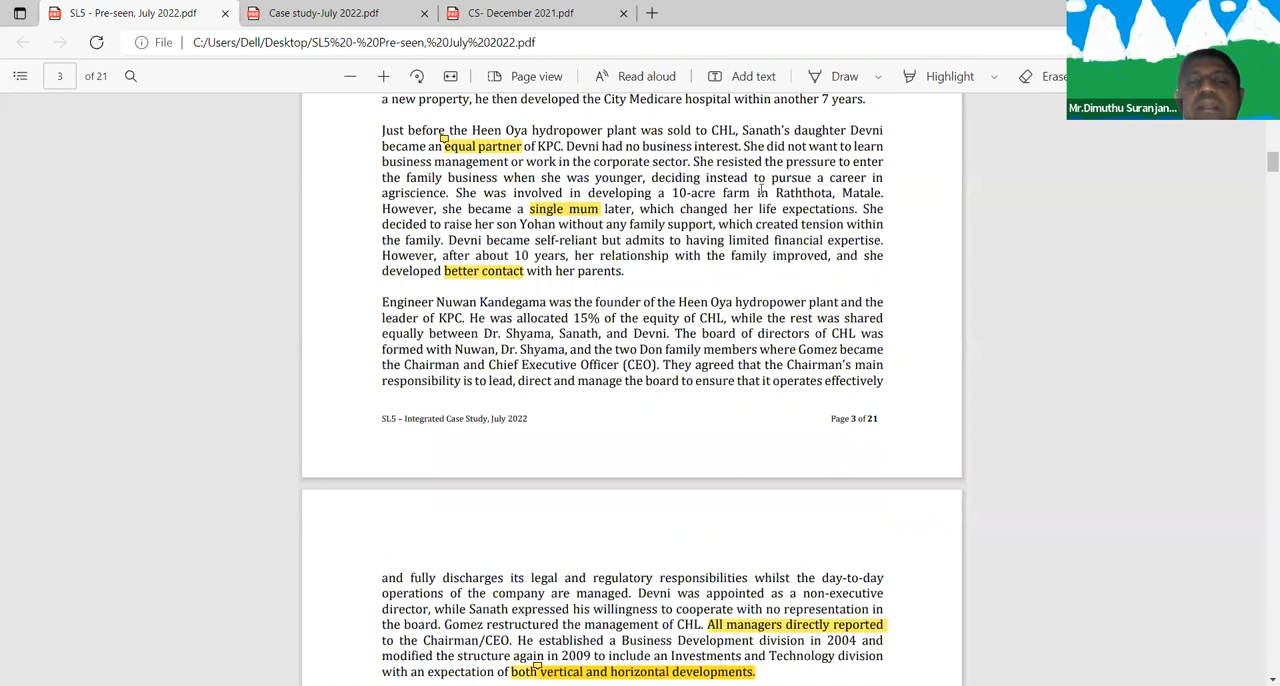 SL5 - Pre-seen, July 2022.pdf
Case study-July 2022.pdf
CS- December 2021.pdf
File
C:/Users/Dell/Desktop/SL5%20-%20Pre-seen,%20July%202022.pdf
3
of 21
Page view
Read aloud
Add text
Draw
Highlight
Erase
Mr.Dimuthu Suranjan...
a new property, he then developed the City Medicare hospital within another 7 years.
Just before the Heen Oya hydropower plant was sold to CHL, Sanath's daughter Devni
became an equal partner of KPC. Devni had no business interest. She did not want to learn
business management or work in the corporate sector. She resisted the pressure to enter
the family business when she was younger, deciding instead to pursue a career in
agriscience. She was involved in developing a 10-acre farm in Raththota, Matale.
However, she became a single mum later, which changed her life expectations. She
decided to raise her son Yohan without any family support, which created tension within
the family. Devni became self-reliant but admits to having limited financial expertise.
However, after about 10 years, her relationship with the family improved, and she
developed better contact with her parents.
Engineer Nuwan Kandegama was the founder of the Heen Oya hydropower plant and the
leader of KPC. He was allocated 15% of the equity of CHL, while the rest was shared
equally between Dr. Shyama, Sanath, and Devni. The board of directors of CHL was
formed with Nuwan, Dr. Shyama, and the two Don family members where Gomez became
the Chairman and Chief Executive Officer (CEO). They agreed that the Chairman's main
responsibility is to lead, direct and manage the board to ensure that it operates effectively
SL5 – Integrated Case Study, July 2022
Page 3 of 21
and fully discharges its legal and regulatory responsibilities whilst the day-to-day
operations of the company are managed. Devni was appointed as a non-executive
director, while Sanath expressed his willingness to cooperate with no representation in
the board. Gomez restructured the management of CHL. All managers directly reported
to the Chairman/CEO. He established a Business Development division in 2004 and
modified the structure again in 2009 to include an Investments and Technology division
with an expectation of both vertical and horizontal developments.